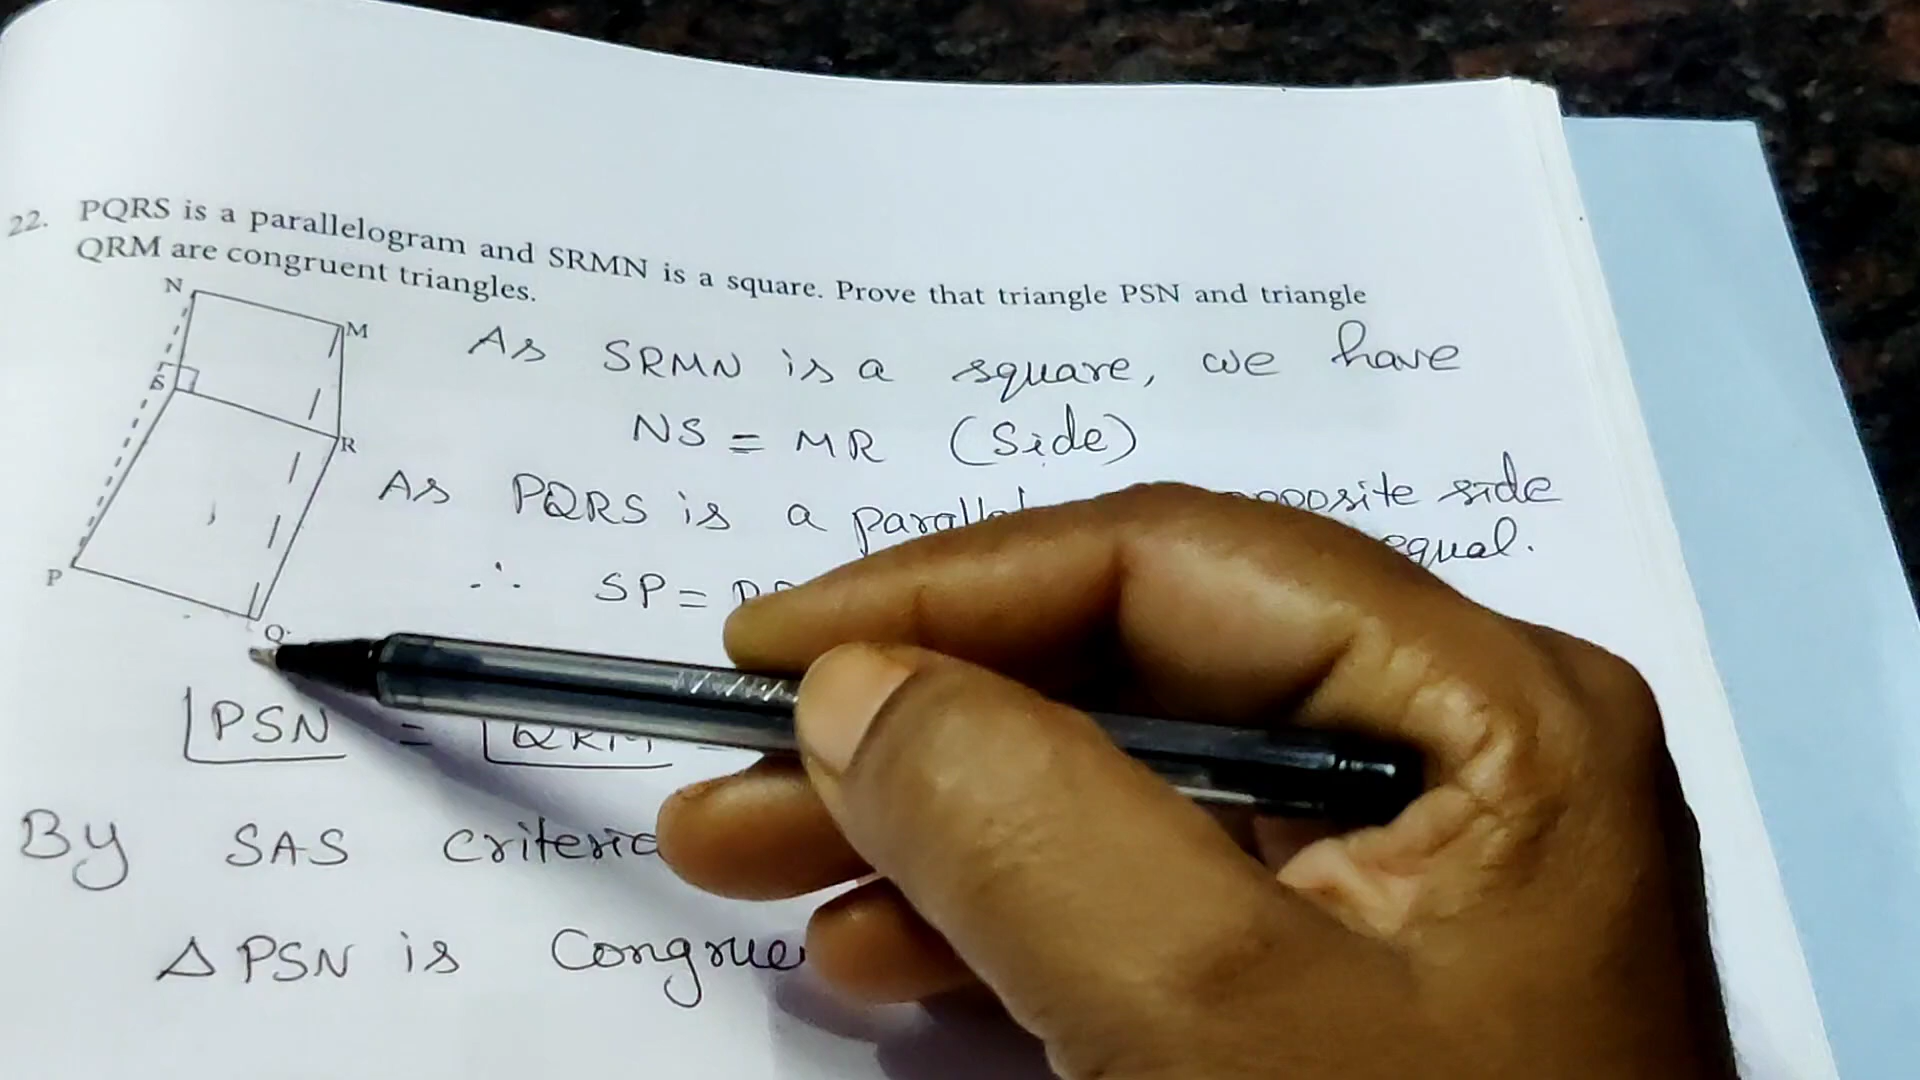 22. PQRS is a parallelogram and SRMN is a square. Prove that triangle PSN and triangle
QRM are congruent triangles.
N
M
S
R
P
Q
As SRMN is a square, we have
NS = MR (Side)
As PQRS is a opposite side
equal.
∴ SP =
∠PSN = ∠QRM
By SAS
△PSN is